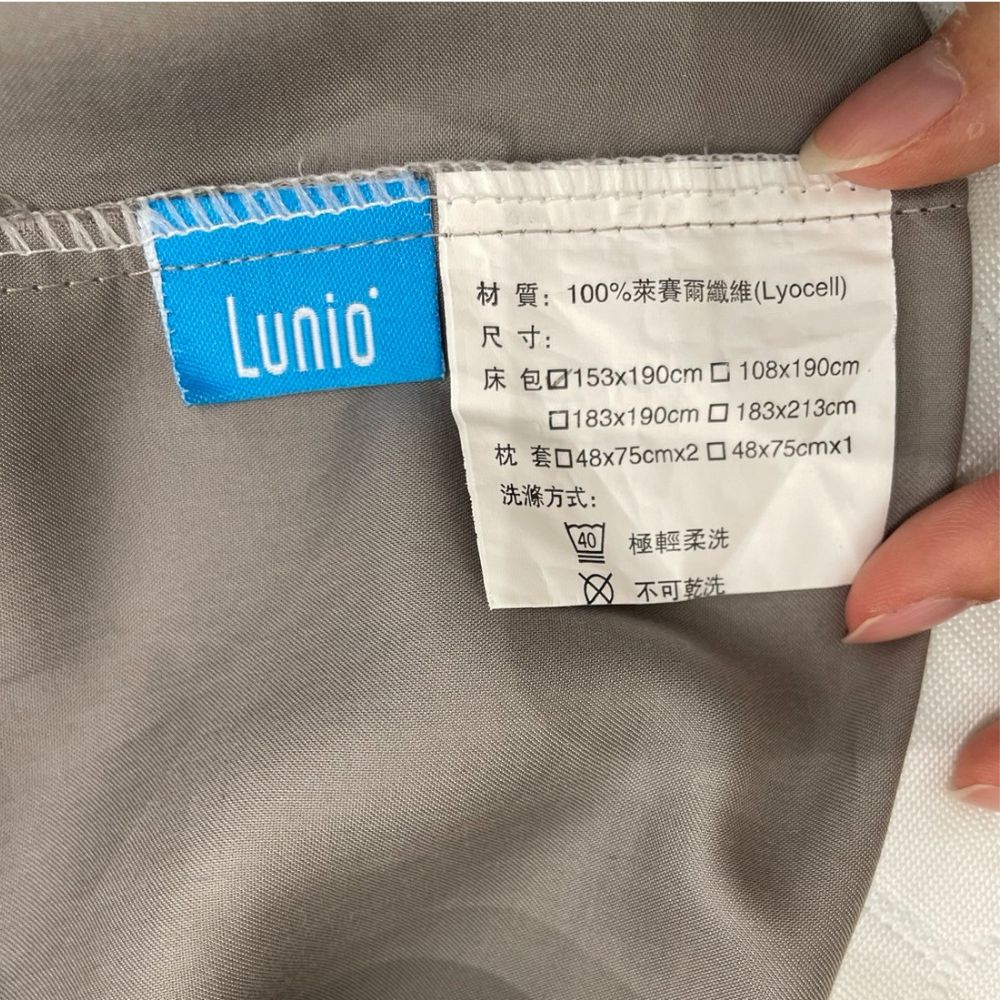 Lunio
材質：100%萊賽爾纖維(Lyocell)
尺寸：
床包☑153x190cm☐108x190cm
☐183x190cm☐183x213cm
枕套☐48x75cmx2☐48x75cmx1
洗滌方式：
40 極輕柔洗
不可乾洗